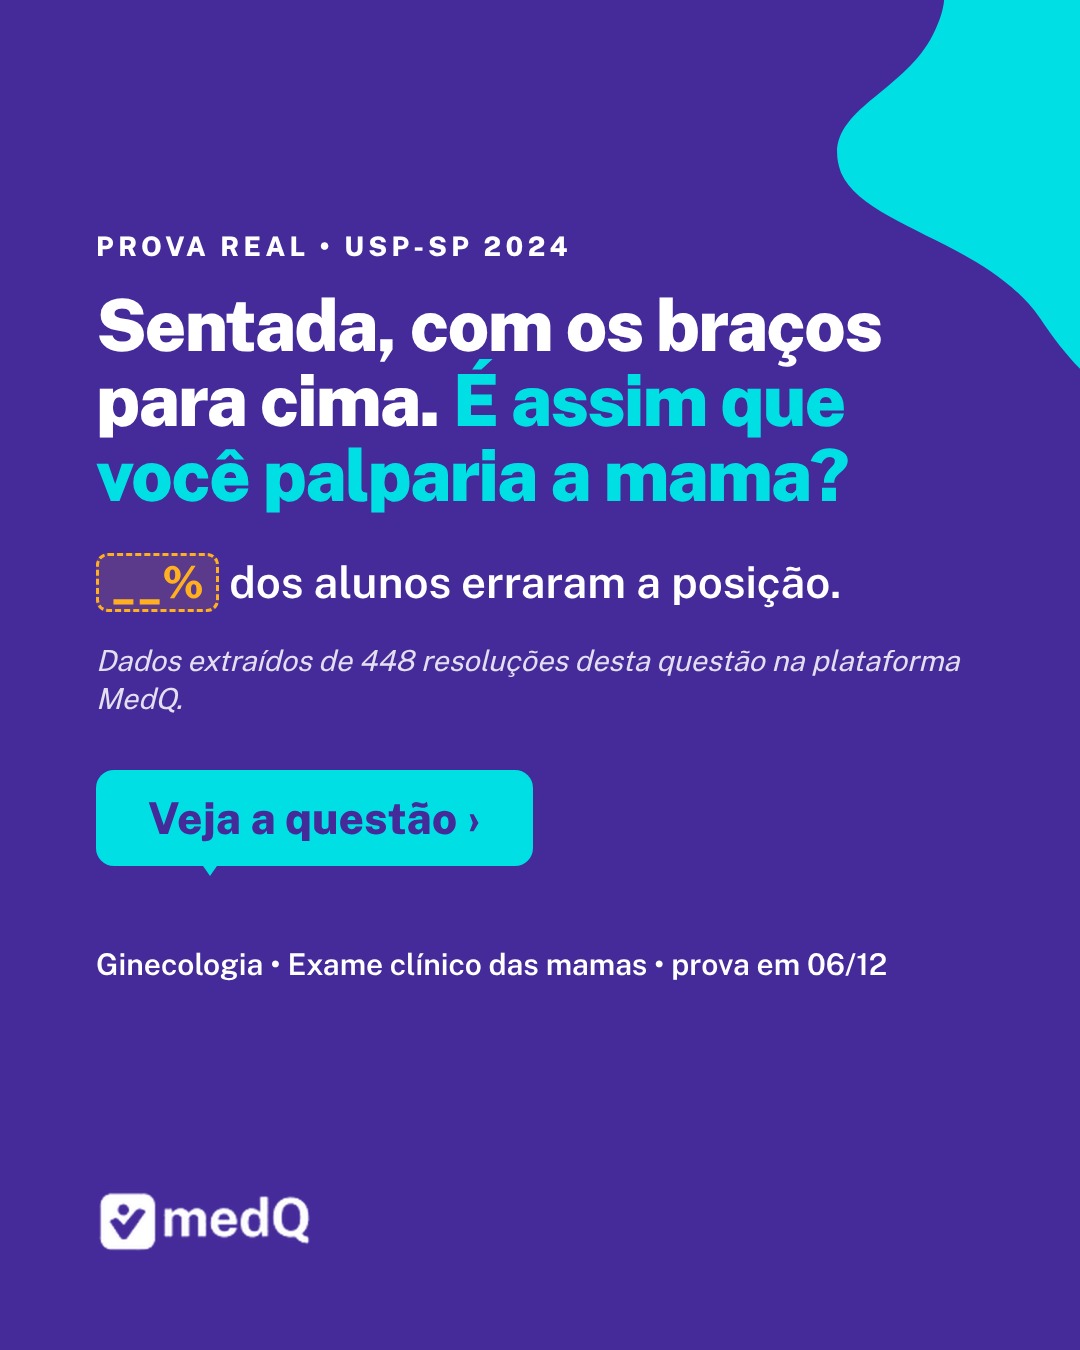 PROVA REAL • USP-SP 2024
Sentada, com os braços
para cima. É assim que
você palparia a mama?
__% dos alunos erraram a posição.
Dados extraídos de 448 resoluções desta questão na plataforma
MedQ.
Veja a questão ›
Ginecologia • Exame clínico das mamas • prova em 06/12
medQ